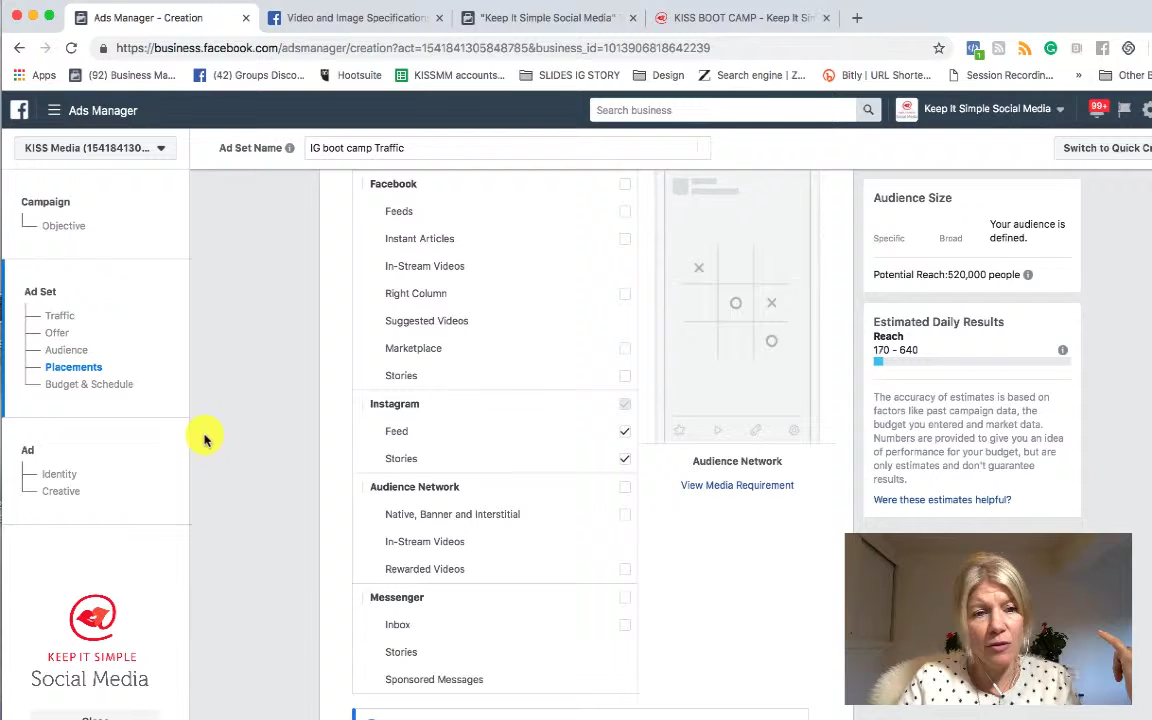 Ads Manager - Creation
Video and Image Specification
"Keep It Simple Social Media"
KISS BOOT CAMP - Keep It Sim
https://business.facebook.com/adsmanager/creation?act=1541841305848785&business_id=1013906818642239
Apps
(92) Business Ma...
(42) Groups Disco...
Hootsuite
KISSMM accounts...
SLIDES IG STORY
Design
Search engine | Z...
Bitly | URL Shorte...
Session Recordin...
»
Other B
Ads Manager
Search business
Keep It Simple Social Media
99+
KISS Media (154184130...
Ad Set Name
IG boot camp Traffic
Switch to Quick Cr
Campaign
Objective
Ad Set
Traffic
Offer
Audience
Placements
Budget & Schedule
Ad
Identity
Creative
KEEP IT SIMPLE
Social Media
Close
Facebook
Feeds
Instant Articles
In-Stream Videos
Right Column
Suggested Videos
Marketplace
Stories
Instagram
Feed
Stories
Audience Network
Native, Banner and Interstitial
In-Stream Videos
Rewarded Videos
Messenger
Inbox
Stories
Sponsored Messages
Audience Network
View Media Requirement
Audience Size
Specific
Broad
Your audience is
defined.
Potential Reach:520,000 people
Estimated Daily Results
Reach
170 - 640
The accuracy of estimates is based on
factors like past campaign data, the
budget you entered and market data.
Numbers are provided to give you an idea
of performance for your budget, but are
only estimates and don't guarantee
results.
Were these estimates helpful?